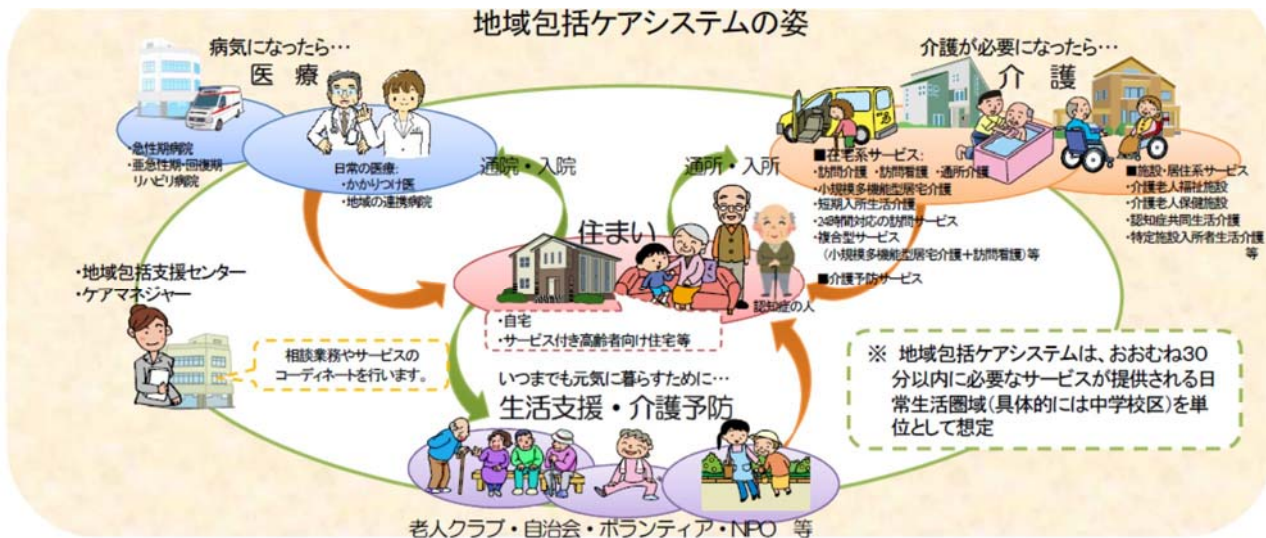 地域包括ケアシステムの姿
病気になったら…
医 療
・急性期病院
・亜急性期・回復期
リハビリ病院
日常の医療:
・かかりつけ医
・地域の連携病院
通院・入院
通所・入所
介護が必要になったら…
介 護
■在宅系サービス:
・訪問介護 ・訪問看護 ・通所介護
・小規模多機能型居宅介護
・短期入所生活介護
・24時間対応の訪問サービス
・複合型サービス
(小規模多機能型居宅介護+訪問看護)等
■介護予防サービス
■施設・居住系サービス
・介護老人福祉施設
・介護老人保健施設
・認知症共同生活介護
・特定施設入所者生活介護
等
住まい
認知症の人
・自宅
・サービス付き高齢者向け住宅等
・地域包括支援センター
・ケアマネジャー
相談業務やサービスの
コーディネートを行います。
いつまでも元気に暮らすために…
生活支援・介護予防
老人クラブ・自治会・ボランティア・NPO 等
※ 地域包括ケアシステムは、おおむね30
分以内に必要なサービスが提供される日
常生活圏域(具体的には中学校区)を単
位として想定